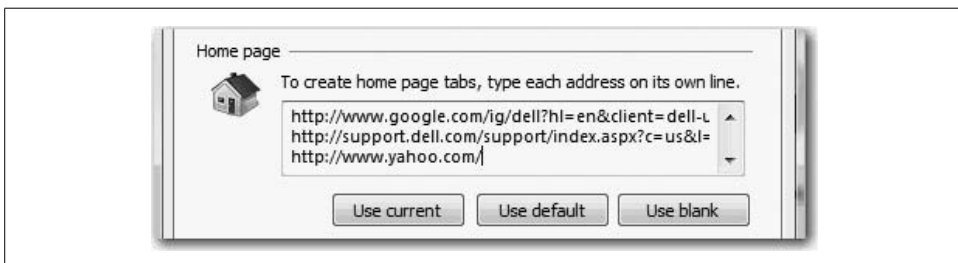 Home page
To create home page tabs, type each address on its own line.
http://www.google.com/ig/dell?hl=en&client=dell-u
http://support.dell.com/support/index.aspx?c=us&l=
http://www.yahoo.com/
Use current Use default Use blank